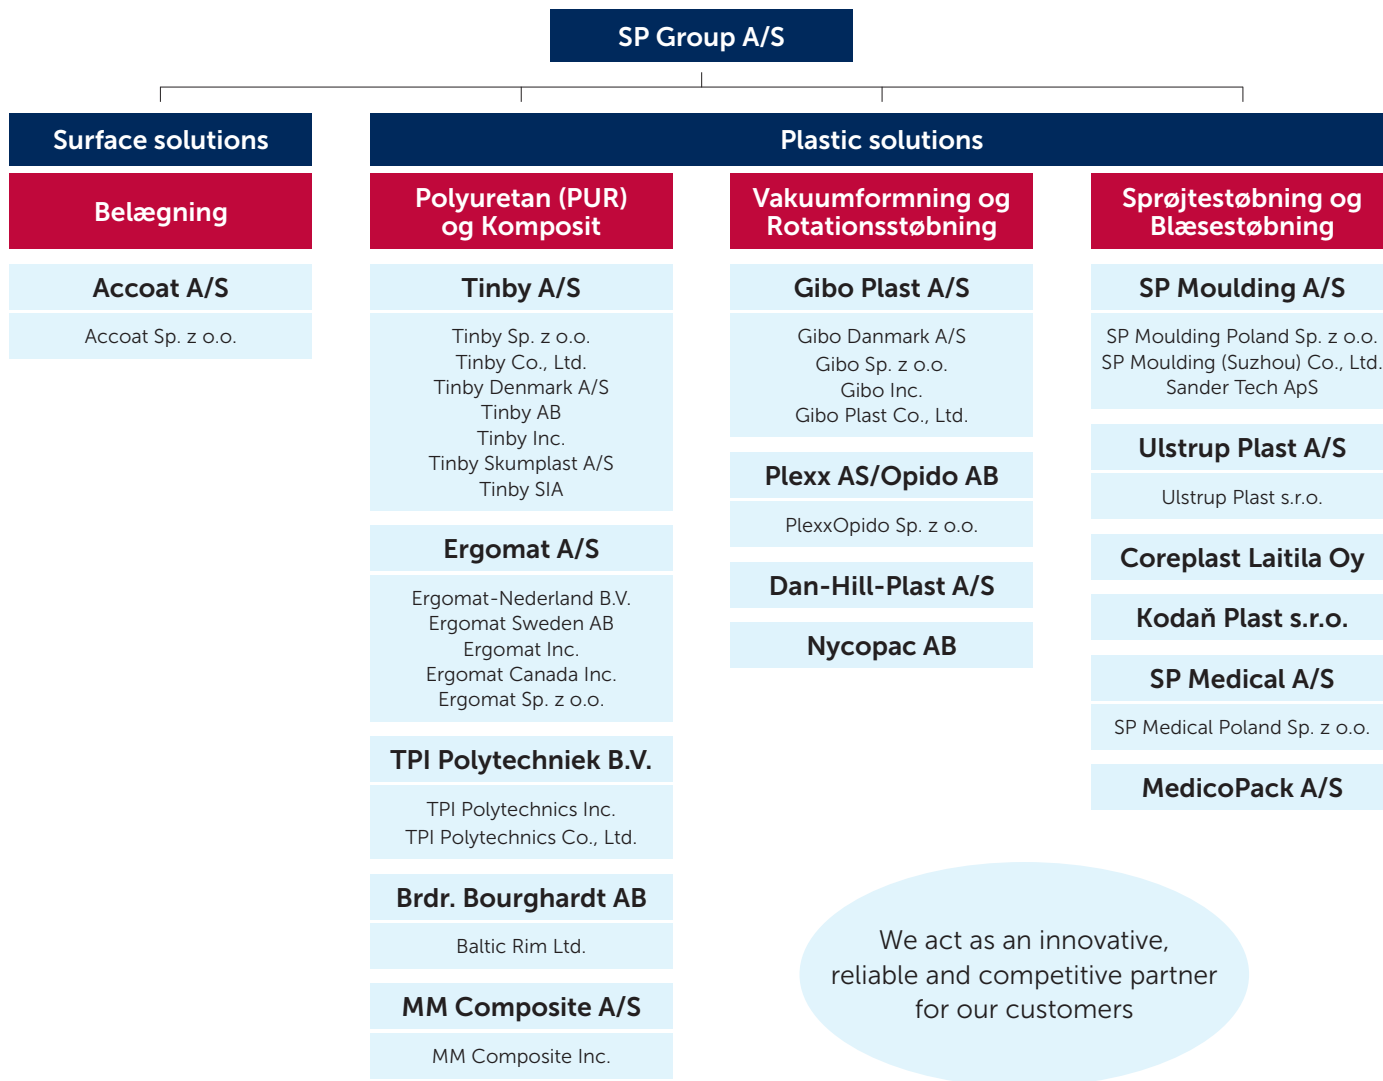 SP Group A/S
Surface solutions
Plastic solutions
Belægning
Accoat A/S
Accoat Sp. z o.o.
Polyuretan (PUR)
og Komposit
Tinby A/S
Tinby Sp. z o.o.
Tinby Co., Ltd.
Tinby Denmark A/S
Tinby AB
Tinby Inc.
Tinby Skumplast A/S
Tinby SIA
Ergomat A/S
Ergomat-Nederland B.V.
Ergomat Sweden AB
Ergomat Inc.
Ergomat Canada Inc.
Ergomat Sp. z o.o.
TPI Polytechniek B.V.
TPI Polytechnics Inc.
TPI Polytechnics Co., Ltd.
Brdr. Bourghardt AB
Baltic Rim Ltd.
MM Composite A/S
MM Composite Inc.
Vakuumformning og
Rotationsstøbning
Gibo Plast A/S
Gibo Danmark A/S
Gibo Sp. z o.o.
Gibo Inc.
Gibo Plast Co., Ltd.
Plexx AS/Opido AB
PlexxOpido Sp. z o.o.
Dan-Hill-Plast A/S
Nycopac AB
Sprøjtestøbning og
Blæsestøbning
SP Moulding A/S
SP Moulding Poland Sp. z o.o.
SP Moulding (Suzhou) Co., Ltd.
Sander Tech ApS
Ulstrup Plast A/S
Ulstrup Plast s.r.o.
Coreplast Laitila Oy
Kodaň Plast s.r.o.
SP Medical A/S
SP Medical Poland Sp. z o.o.
MedicoPack A/S
We act as an innovative,
reliable and competitive partner
for our customers